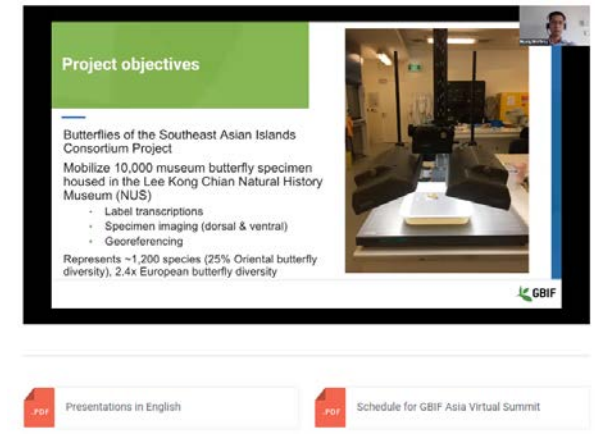 Project objectives
Butterflies of the Southeast Asian Islands
Consortium Project
Mobilize 10,000 museum butterfly specimen
housed in the Lee Kong Chian Natural History
Museum (NUS)
- Label transcriptions
- Specimen imaging (dorsal & ventral)
- Georeferencing
Represents ~1,200 species (25% Oriental butterfly
diversity), 2.4x European butterfly diversity
GBIF
.PDF
Presentations in English
.PDF
Schedule for GBIF Asia Virtual Summit